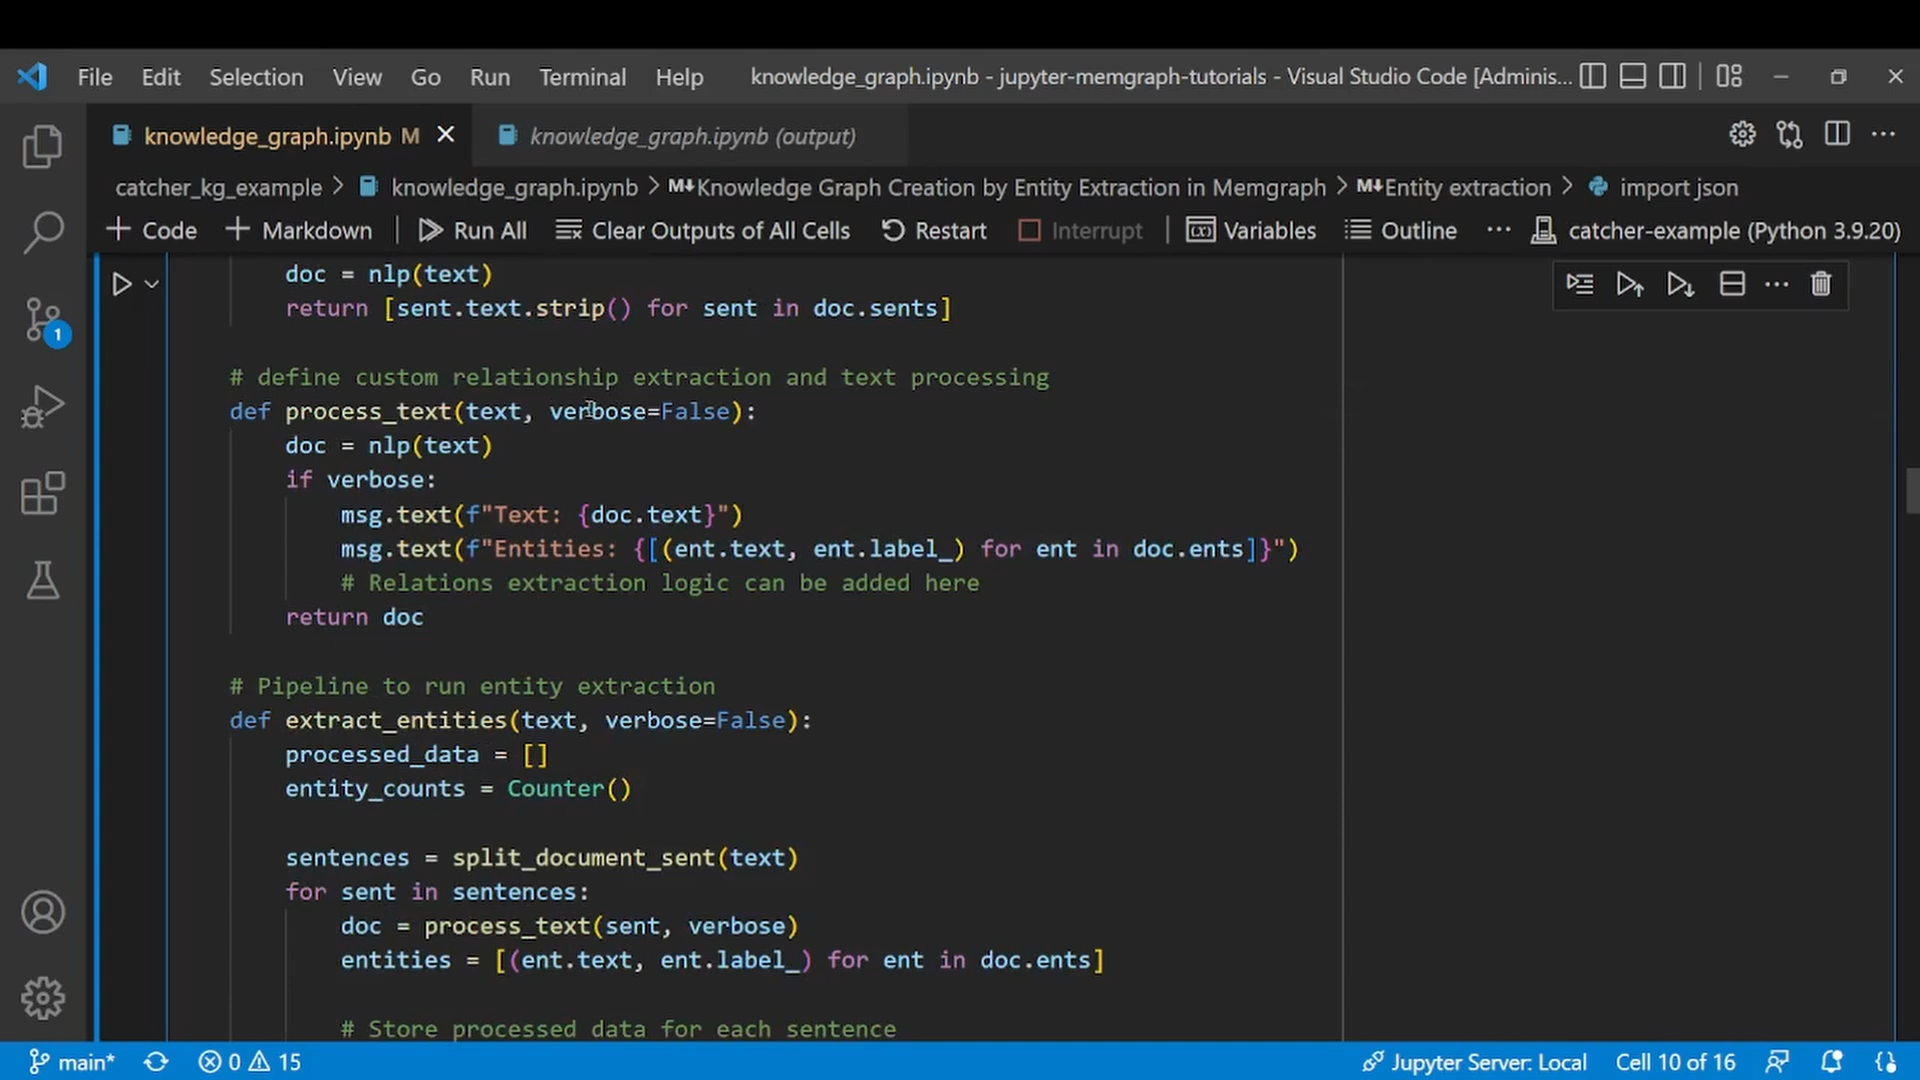 File Edit Selection View Go Run Terminal Help knowledge_graph.ipynb - jupyter-memgraph-tutorials - Visual Studio Code [Adminis...
knowledge_graph.ipynb M knowledge_graph.ipynb (output)
catcher_kg_example > knowledge_graph.ipynb > M↓Knowledge Graph Creation by Entity Extraction in Memgraph > M↓Entity extraction > import json
+ Code + Markdown Run All Clear Outputs of All Cells Restart Interrupt Variables Outline ... catcher-example (Python 3.9.20)
doc = nlp(text)
return [sent.text.strip() for sent in doc.sents]
# define custom relationship extraction and text processing
def process_text(text, verbose=False):
doc = nlp(text)
if verbose:
msg.text(f"Text: {doc.text}")
msg.text(f"Entities: {[(ent.text, ent.label_) for ent in doc.ents]}")
# Relations extraction logic can be added here
return doc
# Pipeline to run entity extraction
def extract_entities(text, verbose=False):
processed_data = []
entity_counts = Counter()
sentences = split_document_sent(text)
for sent in sentences:
doc = process_text(sent, verbose)
entities = [(ent.text, ent.label_) for ent in doc.ents]
# Store processed data for each sentence
1
main* 0 15 Jupyter Server: Local Cell 10 of 16